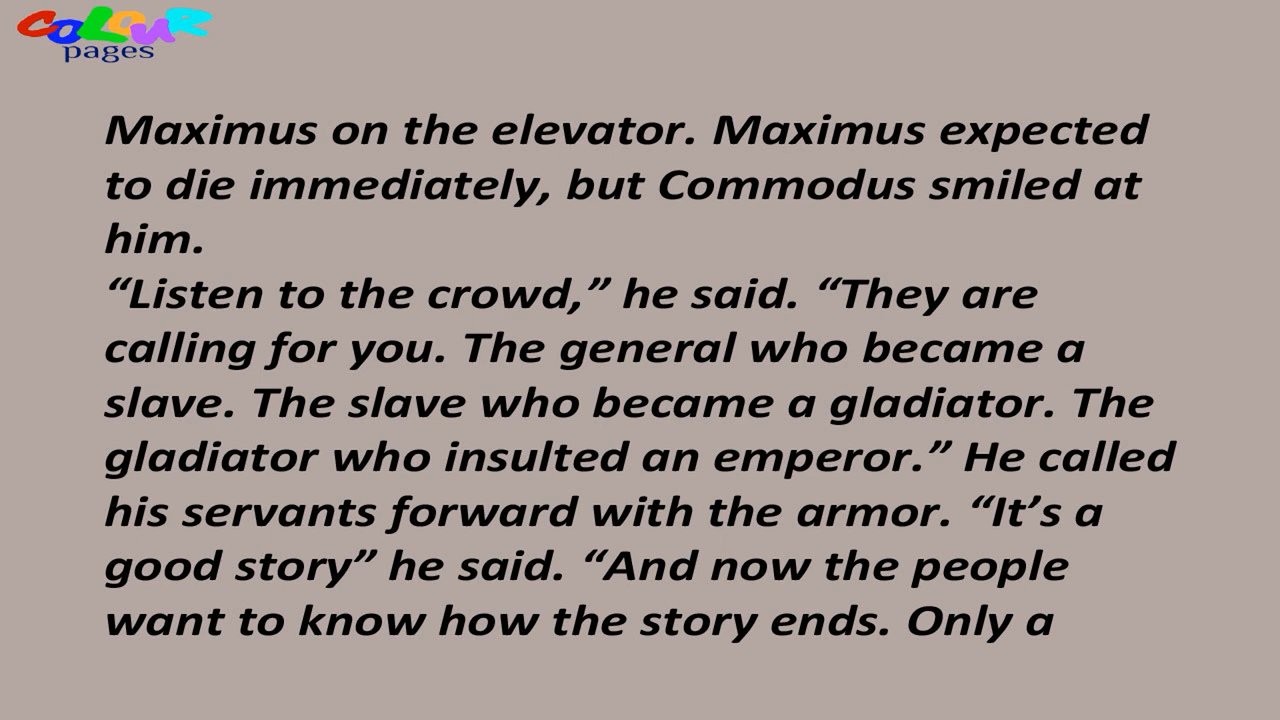 COLOUR
pages
Maximus on the elevator. Maximus expected
to die immediately, but Commodus smiled at
him.
“Listen to the crowd,” he said. “They are
calling for you. The general who became a
slave. The slave who became a gladiator. The
gladiator who insulted an emperor.” He called
his servants forward with the armor. “It’s a
good story” he said. “And now the people
want to know how the story ends. Only a